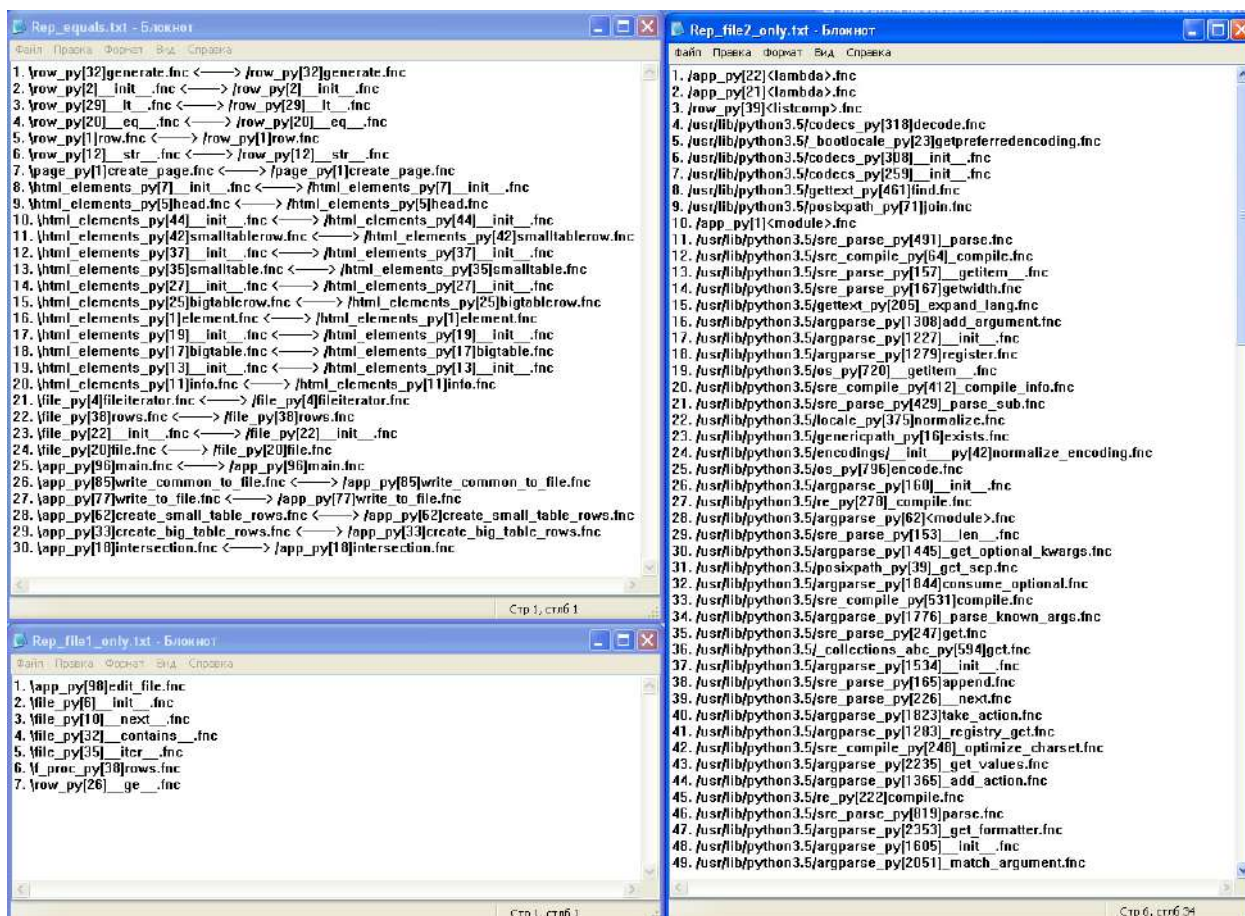 Rep_equals.txt - Блокнот
Файл Правка Формат Вид Справка
1. \row_py[32]generate.fnc <---> /row_py[32]generate.fnc
2. \row_py[2]__init__.fnc <---> /row_py[2]__init__.fnc
3. \row_py[29]__lt__.fnc <---> /row_py[29]__lt__.fnc
4. \row_py[20]__eq__.fnc <---> /row_py[20]__eq__.fnc
5. \row_py[1]row.fnc <---> /row_py[1]row.fnc
6. \row_py[12]__str__.fnc <---> /row_py[12]__str__.fnc
7. \page_py[1]create_page.fnc <---> /page_py[1]create_page.fnc
8. \html_elements_py[7]__init__.fnc <---> /html_elements_py[7]__init__.fnc
9. \html_elements_py[5]head.fnc <---> /html_elements_py[5]head.fnc
10. \html_elements_py[44]__init__.fnc <---> /html_elements_py[44]__init__.fnc
11. \html_elements_py[42]smalltablerow.fnc <---> /html_elements_py[42]smalltablerow.fnc
12. \html_elements_py[37]__init__.fnc <---> /html_elements_py[37]__init__.fnc
13. \html_elements_py[35]smalltable.fnc <---> /html_elements_py[35]smalltable.fnc
14. \html_elements_py[27]__init__.fnc <---> /html_elements_py[27]__init__.fnc
15. \html_elements_py[25]bigtablerow.fnc <---> /html_elements_py[25]bigtablerow.fnc
16. \html_elements_py[1]element.fnc <---> /html_elements_py[1]element.fnc
17. \html_elements_py[19]__init__.fnc <---> /html_elements_py[19]__init__.fnc
18. \html_elements_py[17]bigtable.fnc <---> /html_elements_py[17]bigtable.fnc
19. \html_elements_py[13]__init__.fnc <---> /html_elements_py[13]__init__.fnc
20. \html_elements_py[11]info.fnc <---> /html_elements_py[11]info.fnc
21. \file_py[4]fileiterator.fnc <---> /file_py[4]fileiterator.fnc
22. \file_py[38]rows.fnc <---> /file_py[38]rows.fnc
23. \file_py[22]__init__.fnc <---> /file_py[22]__init__.fnc
24. \file_py[20]file.fnc <---> /file_py[20]file.fnc
25. \app_py[96]main.fnc <---> /app_py[96]main.fnc
26. \app_py[85]write_common_to_file.fnc <---> /app_py[85]write_common_to_file.fnc
27. \app_py[77]write_to_file.fnc <---> /app_py[77]write_to_file.fnc
28. \app_py[62]create_small_table_rows.fnc <---> /app_py[62]create_small_table_rows.fnc
29. \app_py[33]create_big_table_rows.fnc <---> /app_py[33]create_big_table_rows.fnc
30. \app_py[18]intersection.fnc <---> /app_py[18]intersection.fnc
Стр 1, стлб 1
Rep_file1_only.txt - Блокнот
Файл Правка Формат Вид Справка
1. \app_py[98]edit_file.fnc
2. \file_py[6]__init__.fnc
3. \file_py[10]__next__.fnc
4. \file_py[32]__contains__.fnc
5. \file_py[35]__iter__.fnc
6. \f_proc_py[38]rows.fnc
7. \row_py[26]__ge__.fnc
Стр 1, стлб 1
Rep_file2_only.txt - Блокнот
Файл Правка Формат Вид Справка
1. /app_py[22]<lambda>.fnc
2. /app_py[21]<lambda>.fnc
3. /row_py[39]<listcomp>.fnc
4. /usr/lib/python3.5/codecs_py[318]decode.fnc
5. /usr/lib/python3.5/_bootlocale_py[23]getpreferredencoding.fnc
6. /usr/lib/python3.5/codecs_py[308]__init__.fnc
7. /usr/lib/python3.5/codecs_py[259]__init__.fnc
8. /usr/lib/python3.5/gettext_py[461]find.fnc
9. /usr/lib/python3.5/posixpath_py[71]join.fnc
10. /app_py[1]<module>.fnc
11. /usr/lib/python3.5/sre_parse_py[491]_parse.fnc
12. /usr/lib/python3.5/sre_compile_py[64]_compile.fnc
13. /usr/lib/python3.5/sre_parse_py[157]__getitem__.fnc
14. /usr/lib/python3.5/sre_parse_py[167]getwidth.fnc
15. /usr/lib/python3.5/gettext_py[205]_expand_lang.fnc
16. /usr/lib/python3.5/argparse_py[1308]add_argument.fnc
17. /usr/lib/python3.5/argparse_py[1227]__init__.fnc
18. /usr/lib/python3.5/argparse_py[1279]register.fnc
19. /usr/lib/python3.5/os_py[720]__getitem__.fnc
20. /usr/lib/python3.5/sre_compile_py[412]_compile_info.fnc
21. /usr/lib/python3.5/sre_parse_py[429]_parse_sub.fnc
22. /usr/lib/python3.5/locale_py[375]normalize.fnc
23. /usr/lib/python3.5/genericpath_py[16]exists.fnc
24. /usr/lib/python3.5/encodings/__init___py[42]normalize_encoding.fnc
25. /usr/lib/python3.5/os_py[796]encode.fnc
26. /usr/lib/python3.5/argparse_py[160]__init__.fnc
27. /usr/lib/python3.5/re_py[278]_compile.fnc
28. /usr/lib/python3.5/argparse_py[62]<module>.fnc
29. /usr/lib/python3.5/sre_parse_py[153]__len__.fnc
30. /usr/lib/python3.5/argparse_py[1445]_get_optional_kwargs.fnc
31. /usr/lib/python3.5/posixpath_py[39]_get_sep.fnc
32. /usr/lib/python3.5/argparse_py[1844]consume_optional.fnc
33. /usr/lib/python3.5/sre_compile_py[531]compile.fnc
34. /usr/lib/python3.5/argparse_py[1776]_parse_known_args.fnc
35. /usr/lib/python3.5/sre_parse_py[247]get.fnc
36. /usr/lib/python3.5/_collections_abc_py[594]get.fnc
37. /usr/lib/python3.5/argparse_py[1534]__init__.fnc
38. /usr/lib/python3.5/sre_parse_py[165]append.fnc
39. /usr/lib/python3.5/sre_parse_py[226]__next.fnc
40. /usr/lib/python3.5/argparse_py[1823]take_action.fnc
41. /usr/lib/python3.5/argparse_py[1283]_registry_get.fnc
42. /usr/lib/python3.5/sre_compile_py[248]_optimize_charset.fnc
43. /usr/lib/python3.5/argparse_py[2235]_get_values.fnc
44. /usr/lib/python3.5/argparse_py[1365]_add_action.fnc
45. /usr/lib/python3.5/re_py[222]compile.fnc
46. /usr/lib/python3.5/sre_parse_py[819]parse.fnc
47. /usr/lib/python3.5/argparse_py[2353]_get_formatter.fnc
48. /usr/lib/python3.5/argparse_py[1605]__init__.fnc
49. /usr/lib/python3.5/argparse_py[2051]_match_argument.fnc
Стр 6, стлб 34